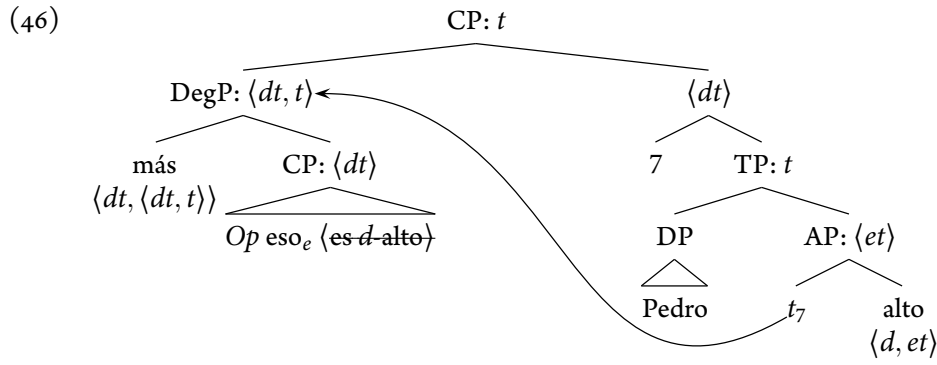 (46)
CP: t
DegP: ⟨dt, t⟩ ⟨dt⟩
más CP: ⟨dt⟩ 7 TP: t
⟨dt, ⟨dt, t⟩⟩
Op eso_e ⟨es d-alto⟩ DP AP: ⟨et⟩
Pedro t₇ alto
⟨d, et⟩